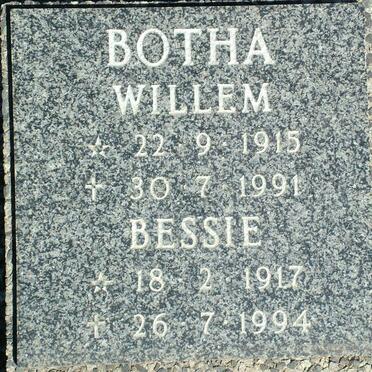 BOTHA
WILLEM
☆ 22 9 1915
† 30 7 1991
BESSIE
☆ 18 2 1917
† 26 7 1994